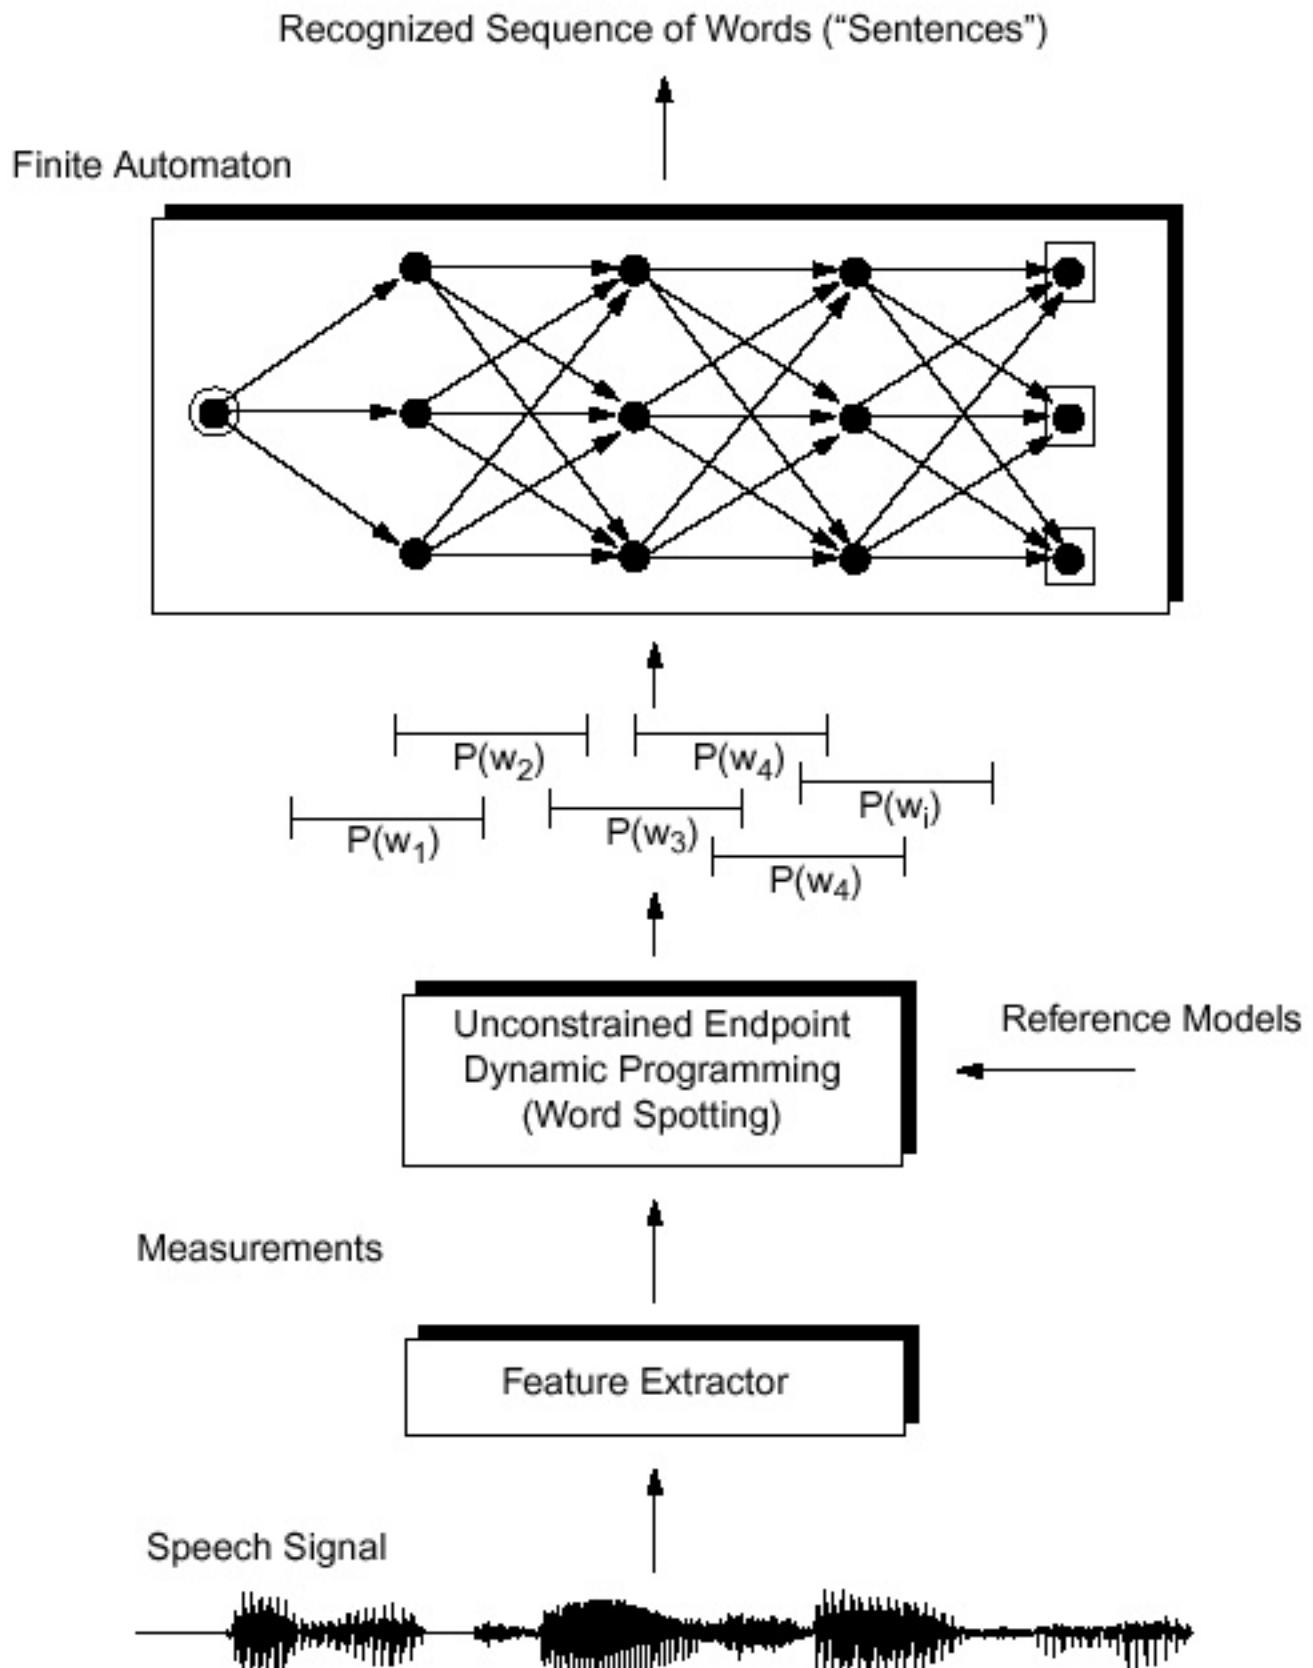 Recognized Sequence of Words (“Sentences”)
Finite Automaton
P(w2)
P(w4)
P(wi)
P(w1)
P(w3)
P(w4)
Unconstrained Endpoint
Dynamic Programming
(Word Spotting)
Reference Models
Measurements
Feature Extractor
Speech Signal